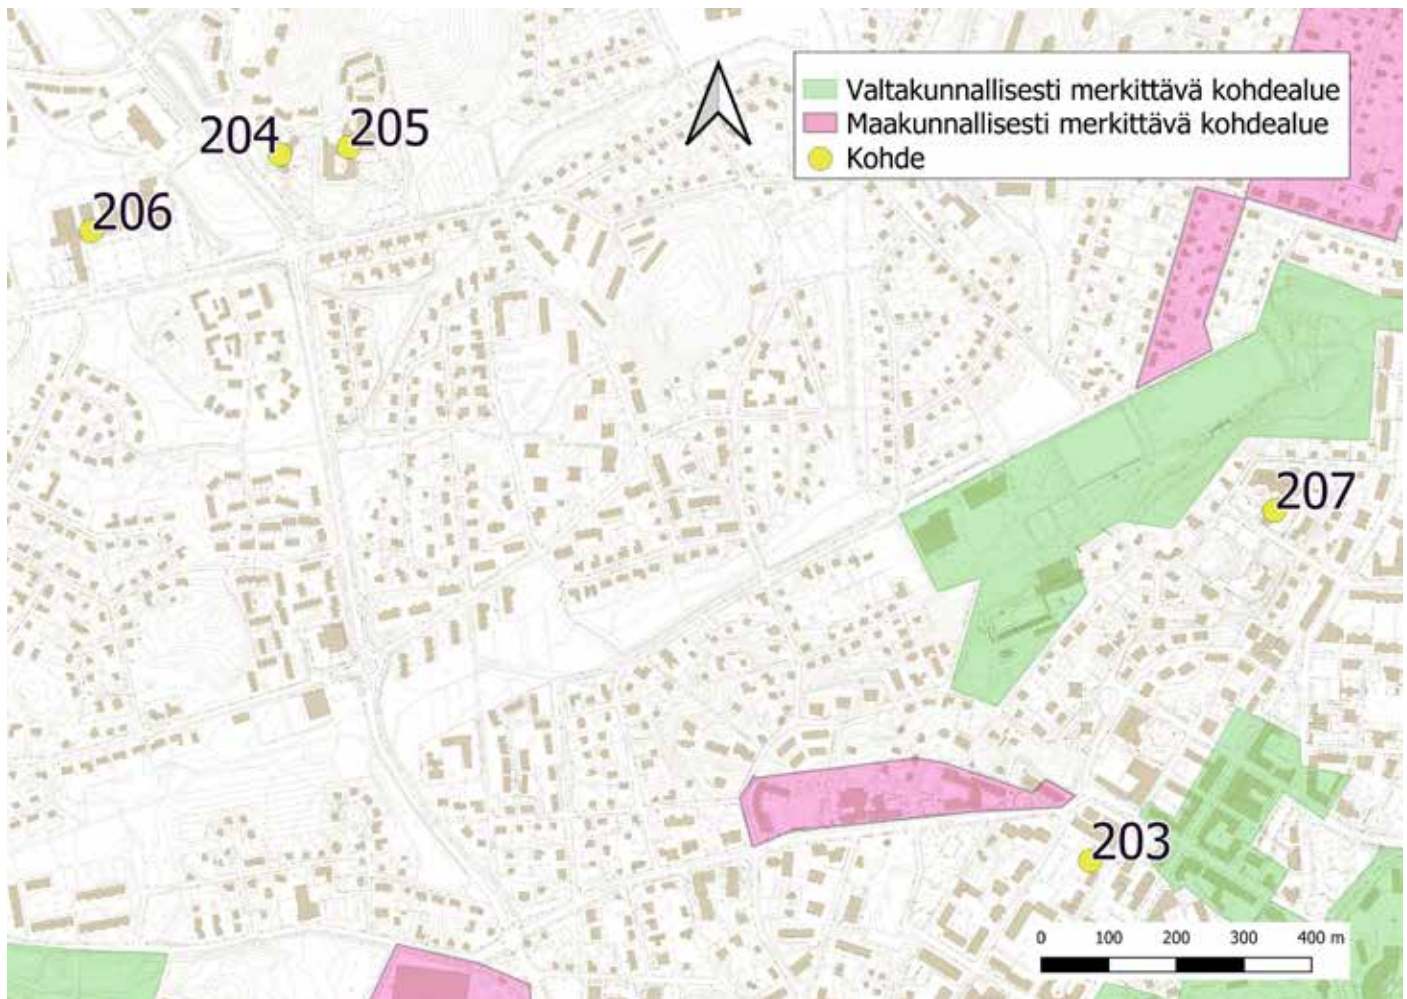 Valtakunnallisesti merkittävä kohdealue
Maakunnallisesti merkittävä kohdealue
Kohde
204
205
206
207
203
0 100 200 300 400 m